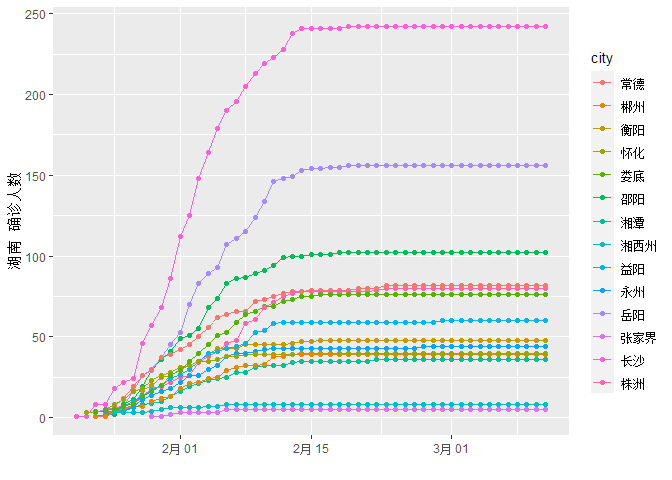 湖南 确诊人数
250
200
150
100
50
0
2月 01
2月 15
3月 01
city
常德
郴州
衡阳
怀化
娄底
邵阳
湘潭
湘西州
益阳
永州
岳阳
张家界
长沙
株洲